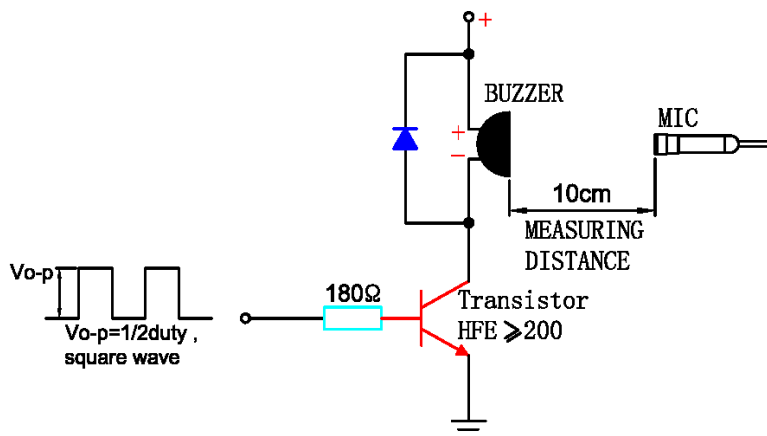 +
BUZZER
MIC
+
−
10cm
MEASURING
DISTANCE
Vo-p
180Ω
Transistor
HFE ⩾200
Vo-p=1/2duty ,
square wave